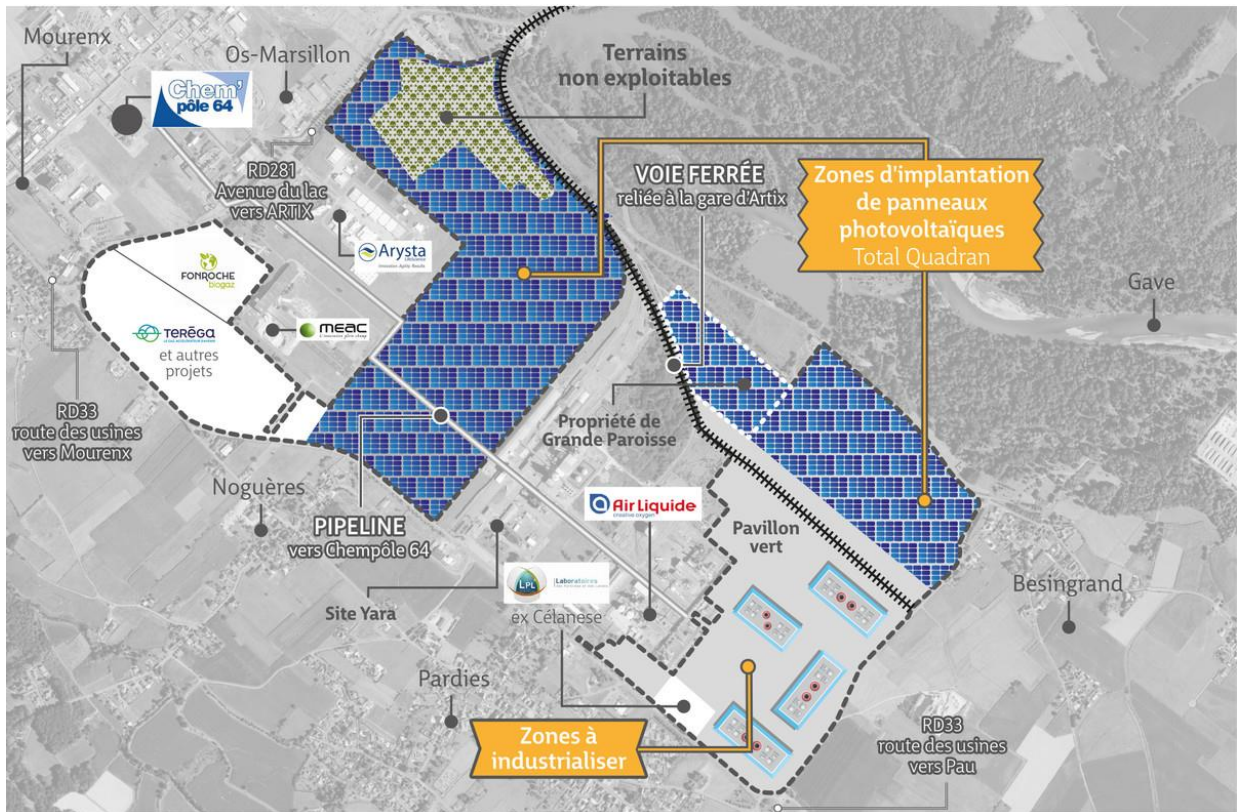 Mourenx
Os-Marsillon
Chem'
pôle 64
Terrains
non exploitables
RD281
Avenue du lac
vers ARTIX
VOIE FERRÉE
reliée à la gare d'Artix
Zones d'implantation
de panneaux
photovoltaïques
Total Quadran
Arysta
FONROCHE
biogaz
Gave
TERĒGA
meac
et autres
projets
RD33
route des usines
vers Mourenx
Propriété de
Grande Paroisse
Noguères
PIPELINE
vers Chempôle 64
Air Liquide
creative oxygen
Pavillon
vert
LPL
Laboratoires
ex Célanese
Site Yara
Besingrand
Pardies
Zones à
industrialiser
RD33
route des usines
vers Pau